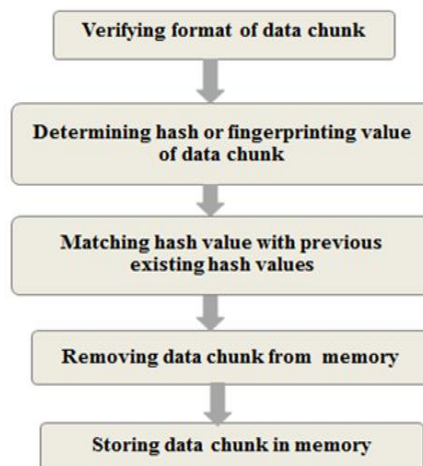 Verifying format of data chunk
Determining hash or fingerprinting value
of data chunk
Matching hash value with previous
existing hash values
Removing data chunk from memory
Storing data chunk in memory